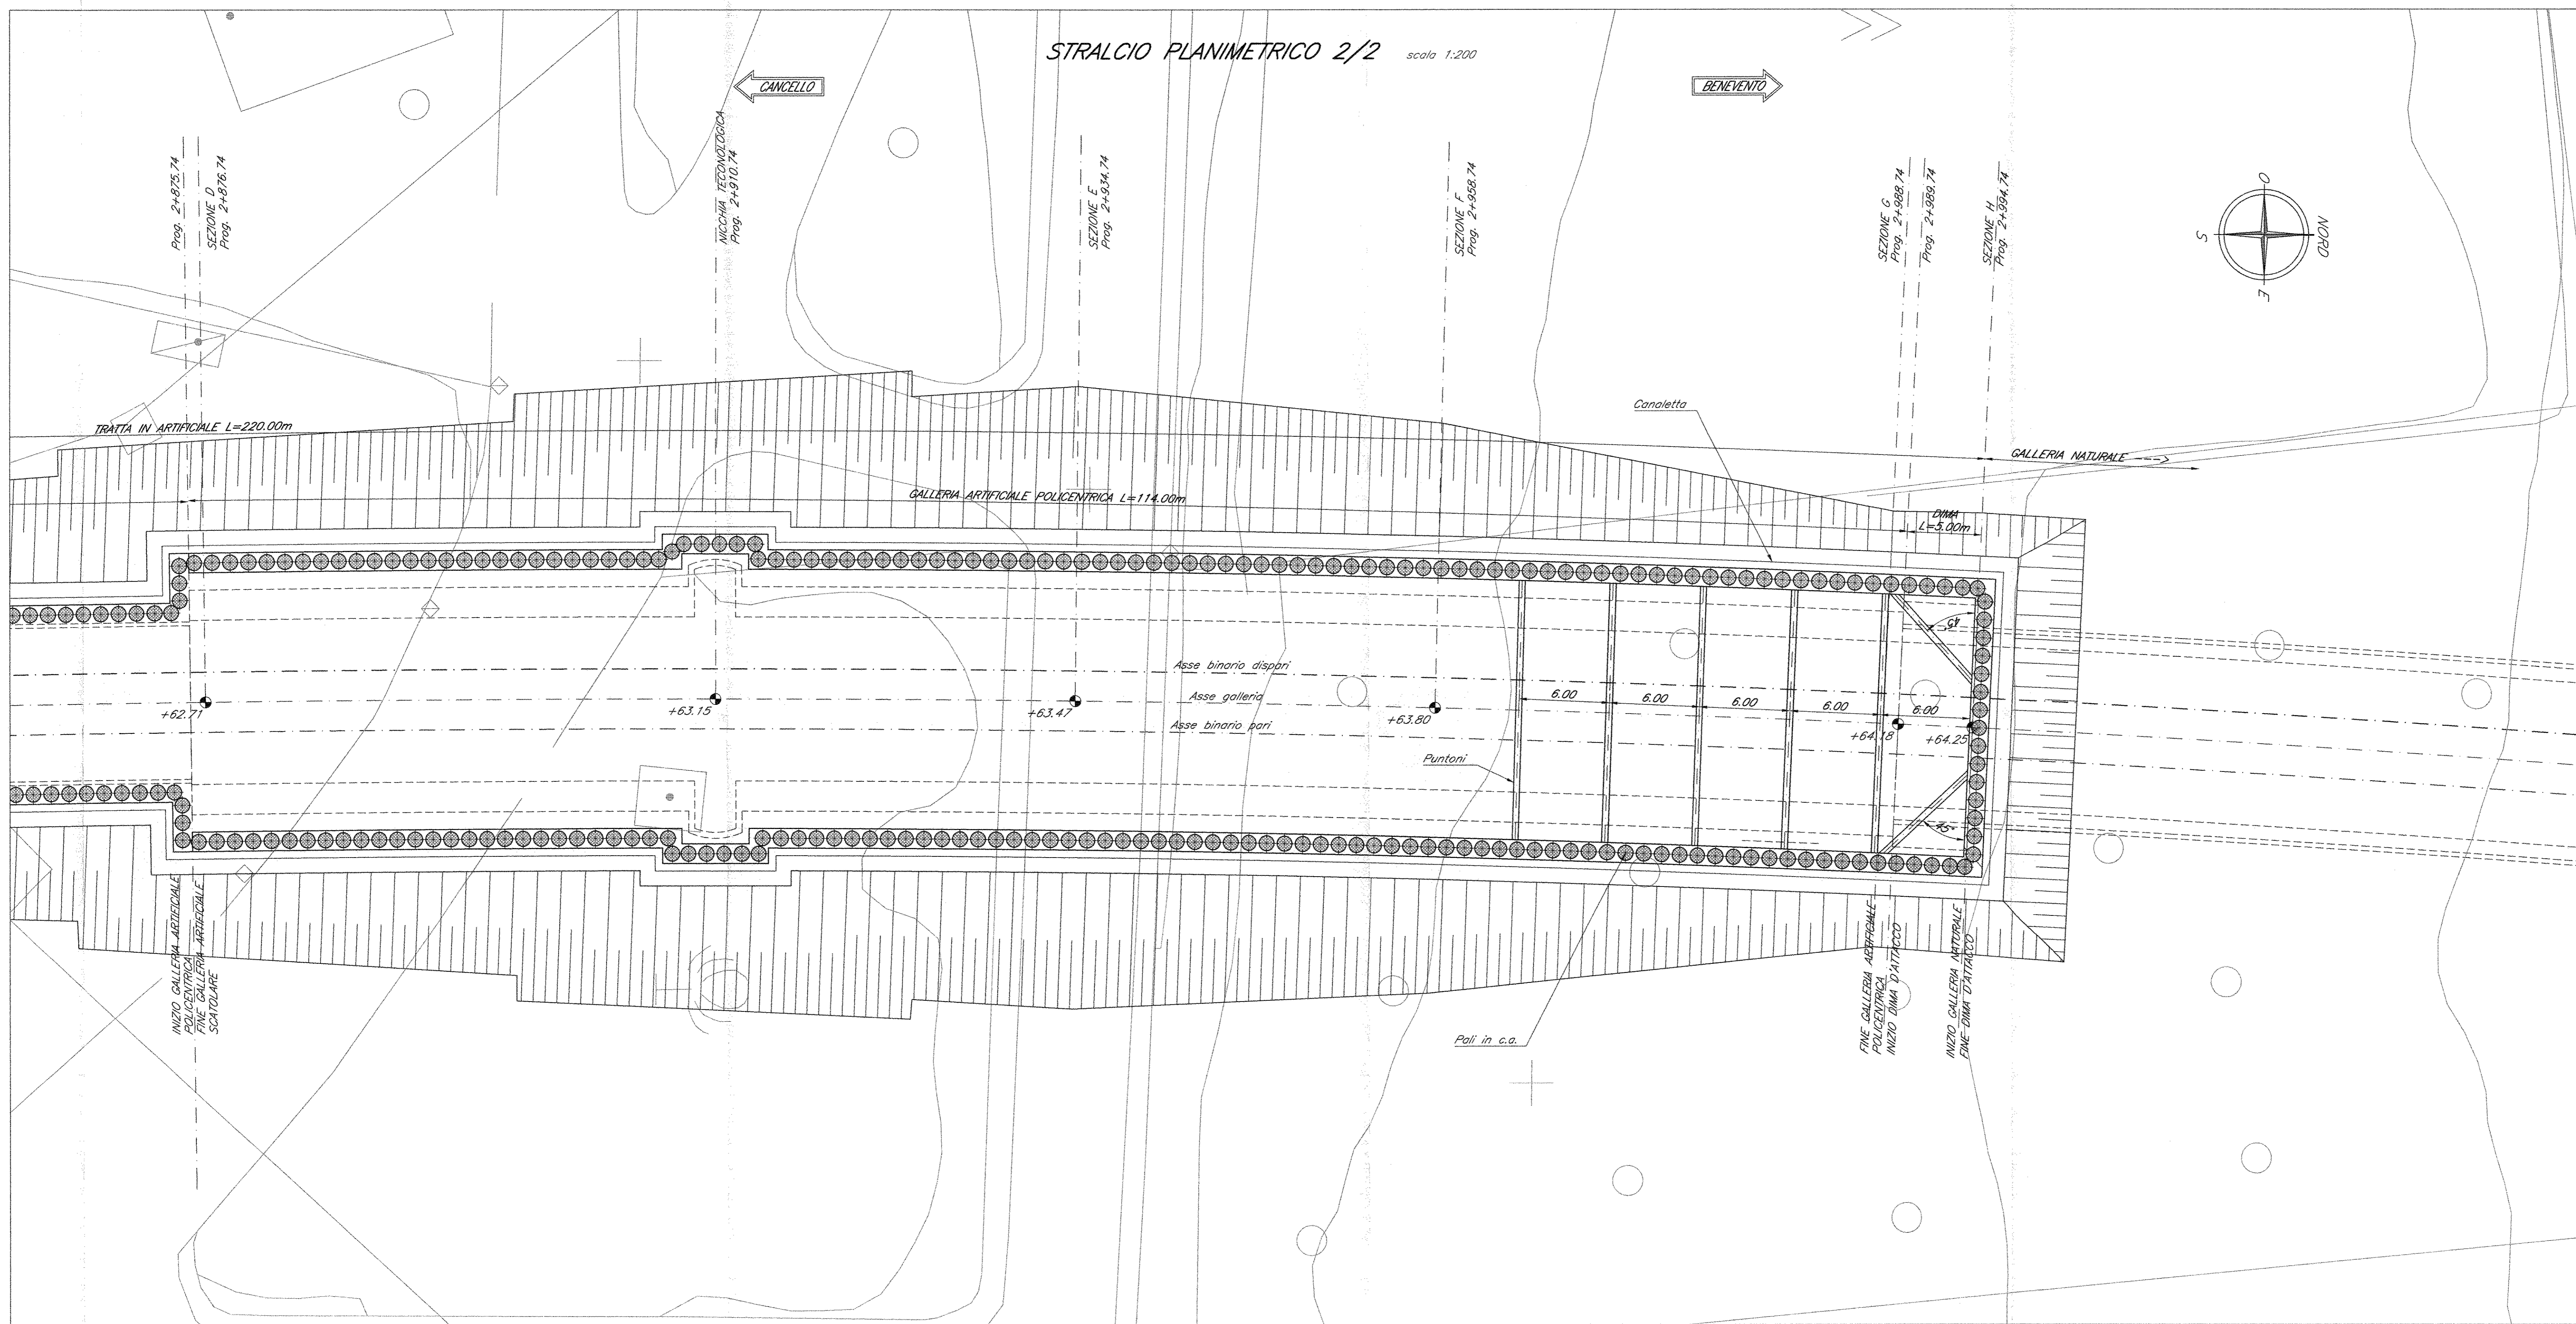 STRALCIO PLANIMETRICO 2/2 scala 1:200
CANCELLO
BENEVENTO
Prog. 2+875.74
SEZIONE D
Prog. 2+876.74
NICCHIA TECONOLOGICA
Prog. 2+910.74
SEZIONE E
Prog. 2+934.74
SEZIONE F
Prog. 2+958.74
SEZIONE G
Prog. 2+988.74
Prog. 2+989.74
SEZIONE H
Prog. 2+994.74
O
S
NORD
E
Canaletta
TRATTA IN ARTIFICIALE L=220.00m
GALLERIA NATURALE
GALLERIA ARTIFICIALE POLICENTRICA L=114.00m
DIMA
L=5.00m
45°
Asse binario dispari
Asse galleria
Asse binario pari
6.00
6.00
6.00
6.00
6.00
+62.71
+63.15
+63.47
+63.80
+64.18
+64.25
Puntoni
45°
INIZIO GALLERIA ARTIFICIALE
POLICENTRICA
FINE GALLERIA ARTIFICIALE
SCATOLARE
FINE GALLERIA ARTIFICIALE
POLICENTRICA
INIZIO DIMA D'ATTACCO
INIZIO GALLERIA NATURALE
FINE DIMA D'ATTACCO
Pali in c.a.